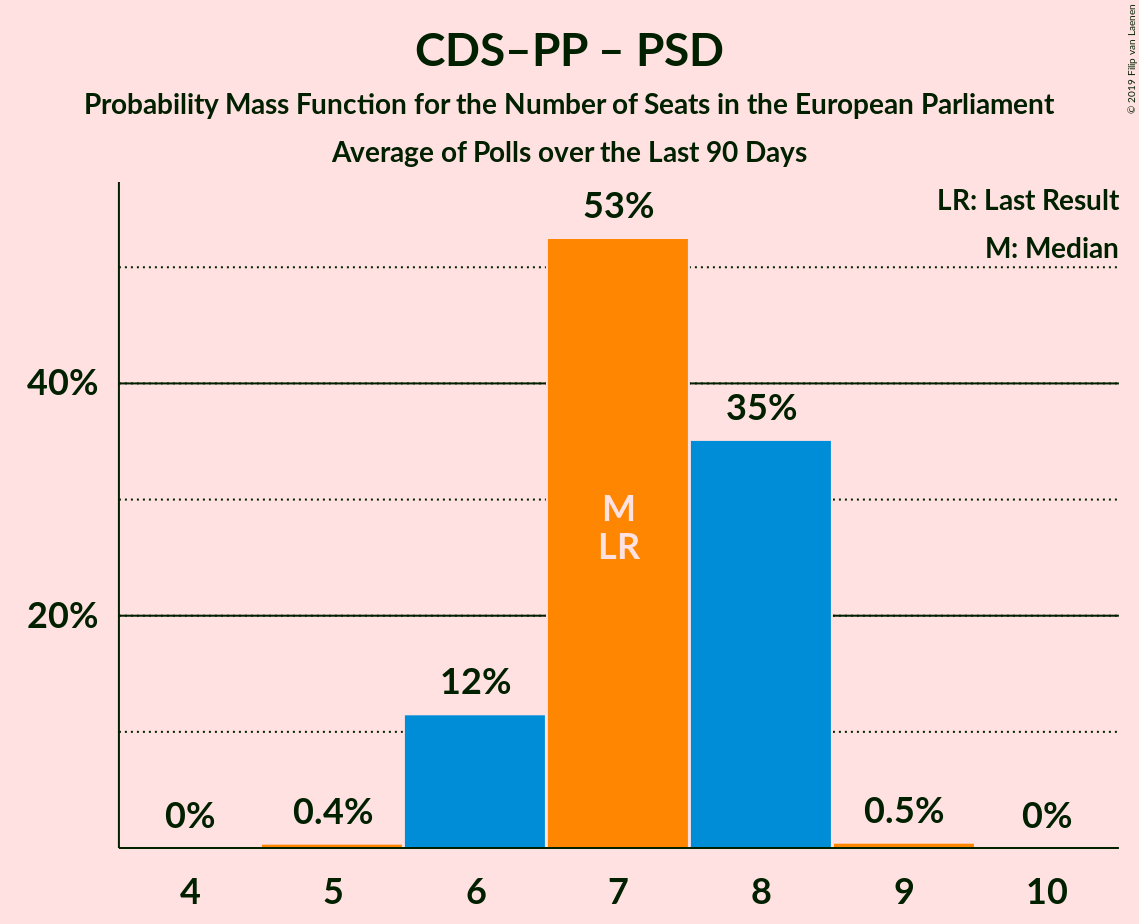 CDS–PP – PSD
Probability Mass Function for the Number of Seats in the European Parliament
Average of Polls over the Last 90 Days
© 2019 Filip van Laenen
LR: Last Result
M: Median
53%
40%
35%
M
LR
20%
12%
0%
0.4%
0.5%
0%
4
5
6
7
8
9
10